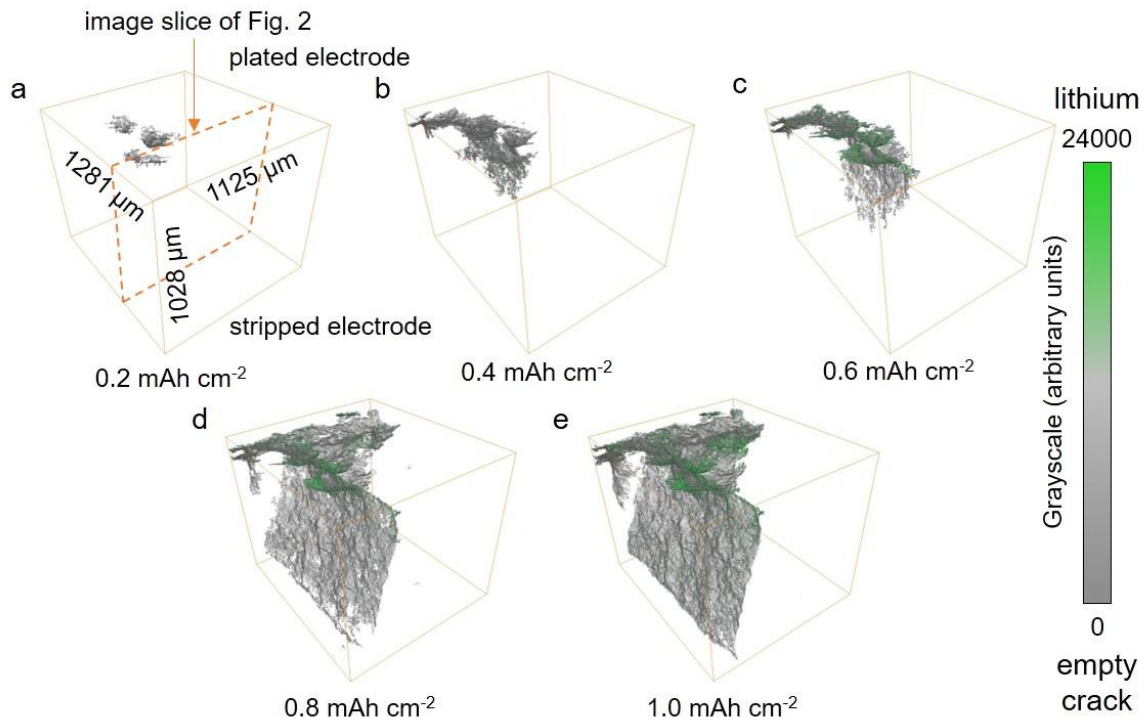 image slice of Fig. 2
plated electrode
a
b
c
1281 µm
1125 µm
1028 µm
stripped electrode
0.2 mAh cm-2
0.4 mAh cm-2
0.6 mAh cm-2
d
e
0.8 mAh cm-2
1.0 mAh cm-2
lithium
24000
Grayscale (arbitrary units)
0
empty
crack